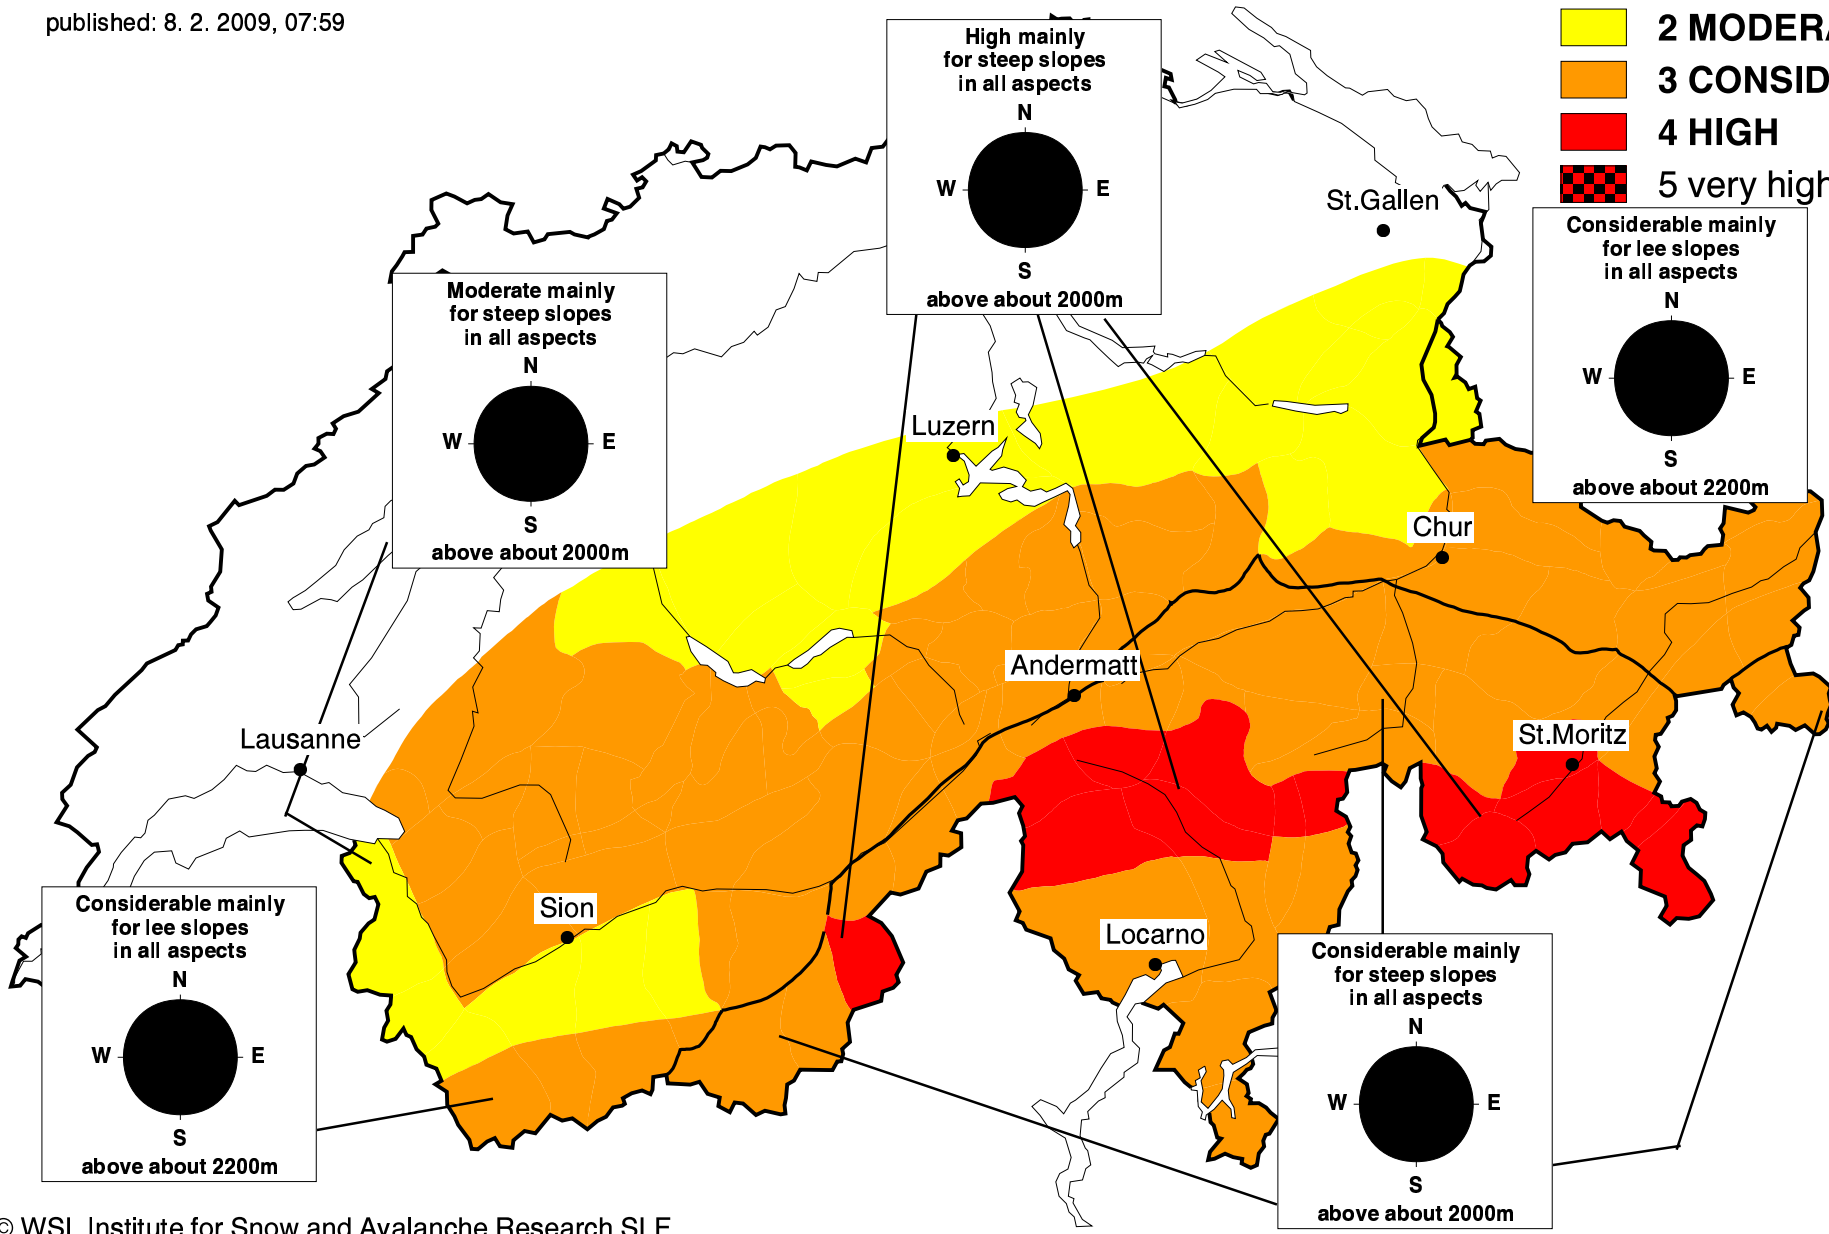 published: 8. 2. 2009, 07:59
2 MODERA
3 CONSID
4 HIGH
5 very high
High mainly
for steep slopes
in all aspects
N
W
E
S
above about 2000m
St.Gallen
Considerable mainly
for lee slopes
in all aspects
N
W
E
S
above about 2200m
Moderate mainly
for steep slopes
in all aspects
N
W
E
S
above about 2000m
Luzern
Chur
Andermatt
Lausanne
St.Moritz
Sion
Locarno
Considerable mainly
for lee slopes
in all aspects
N
W
E
S
above about 2200m
Considerable mainly
for steep slopes
in all aspects
N
W
E
S
above about 2000m
© WSL Institute for Snow and Avalanche Research SLF